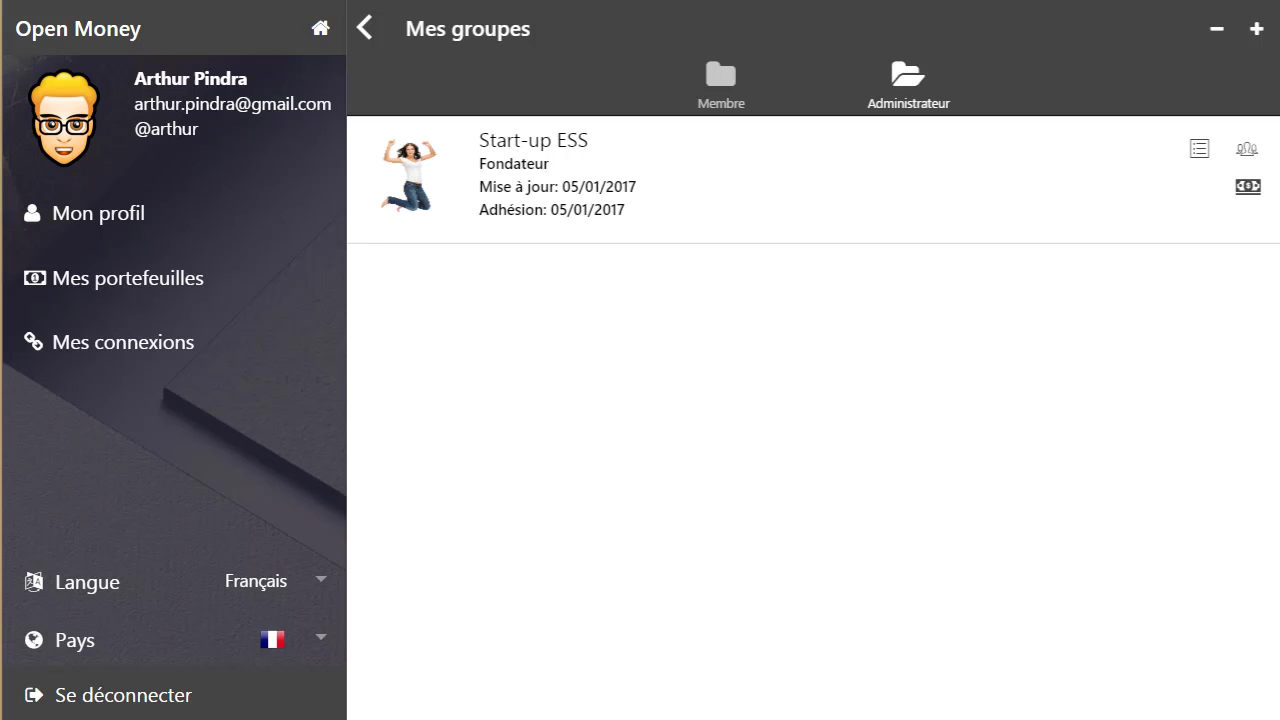 Open Money
Arthur Pindra
arthur.pindra@gmail.com
@arthur
Mon profil
Mes portefeuilles
Mes connexions
Langue Français
Pays
Se déconnecter
Mes groupes
Membre Administrateur
Start-up ESS
Fondateur
Mise à jour: 05/01/2017
Adhésion: 05/01/2017